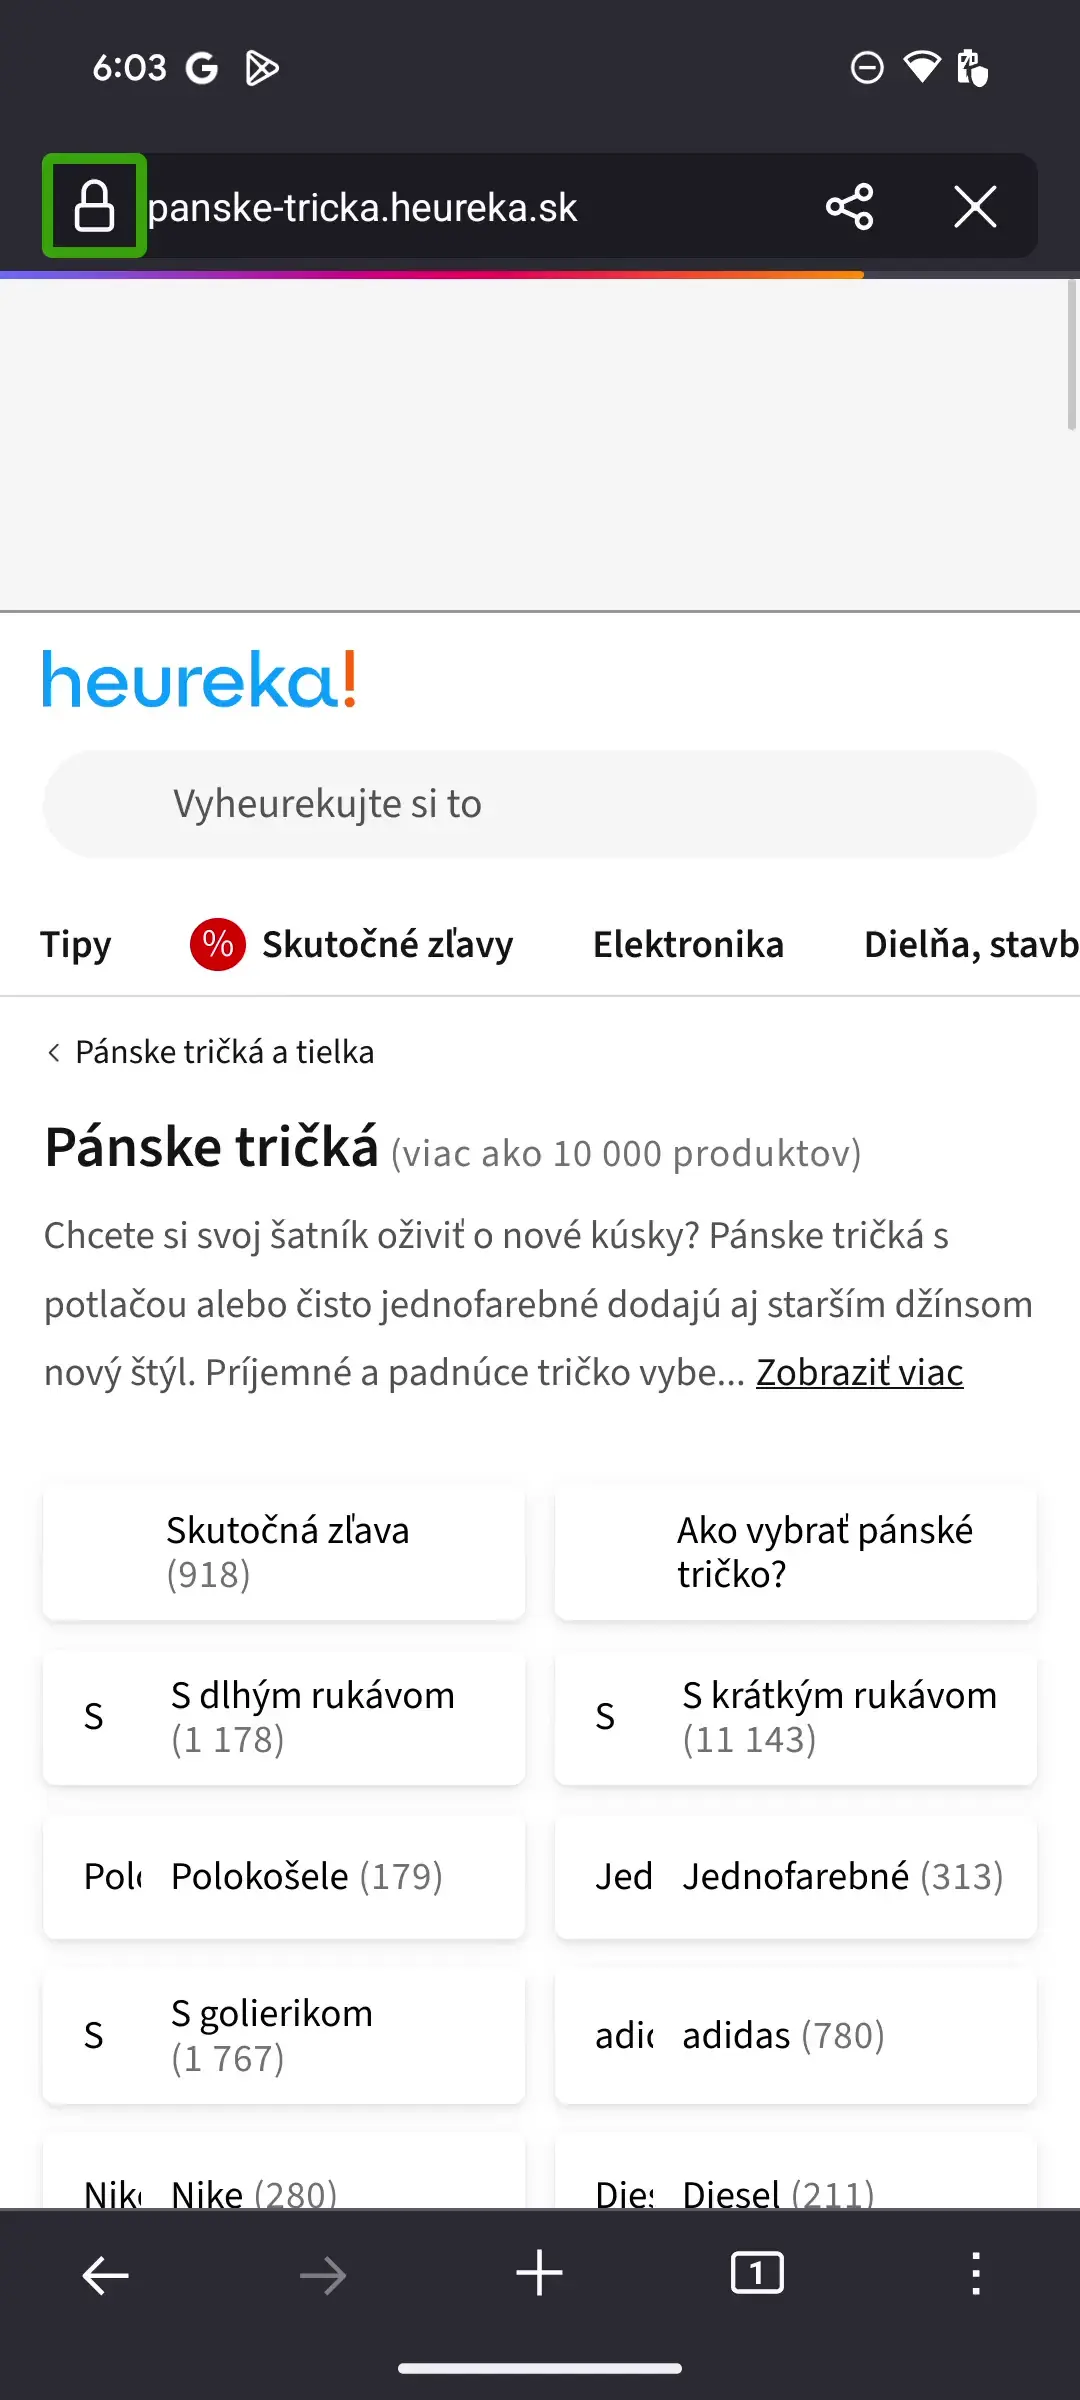 6:03
panske-tricka.heureka.sk
heureka!
Vyheurekujte si to
Tipy % Skutočné zľavy Elektronika Dielňa, stavb
Pánske tričká a tielka
Pánske tričká (viac ako 10 000 produktov)
Chcete si svoj šatník oživiť o nové kúsky? Pánske tričká s
potlačou alebo čisto jednofarebné dodajú aj starším džínsom
nový štýl. Príjemné a padnúce tričko vybe... Zobraziť viac
Skutočná zľava
(918)
Ako vybrať pánské
tričko?
S
S dlhým rukávom
(1 178)
S
S krátkým rukávom
(11 143)
Polo
Polokošele (179)
Jed
Jednofarebné (313)
S
S golierikom
(1 767)
adid
adidas (780)
Nike
Nike (280)
Dies
Diesel (211)
1